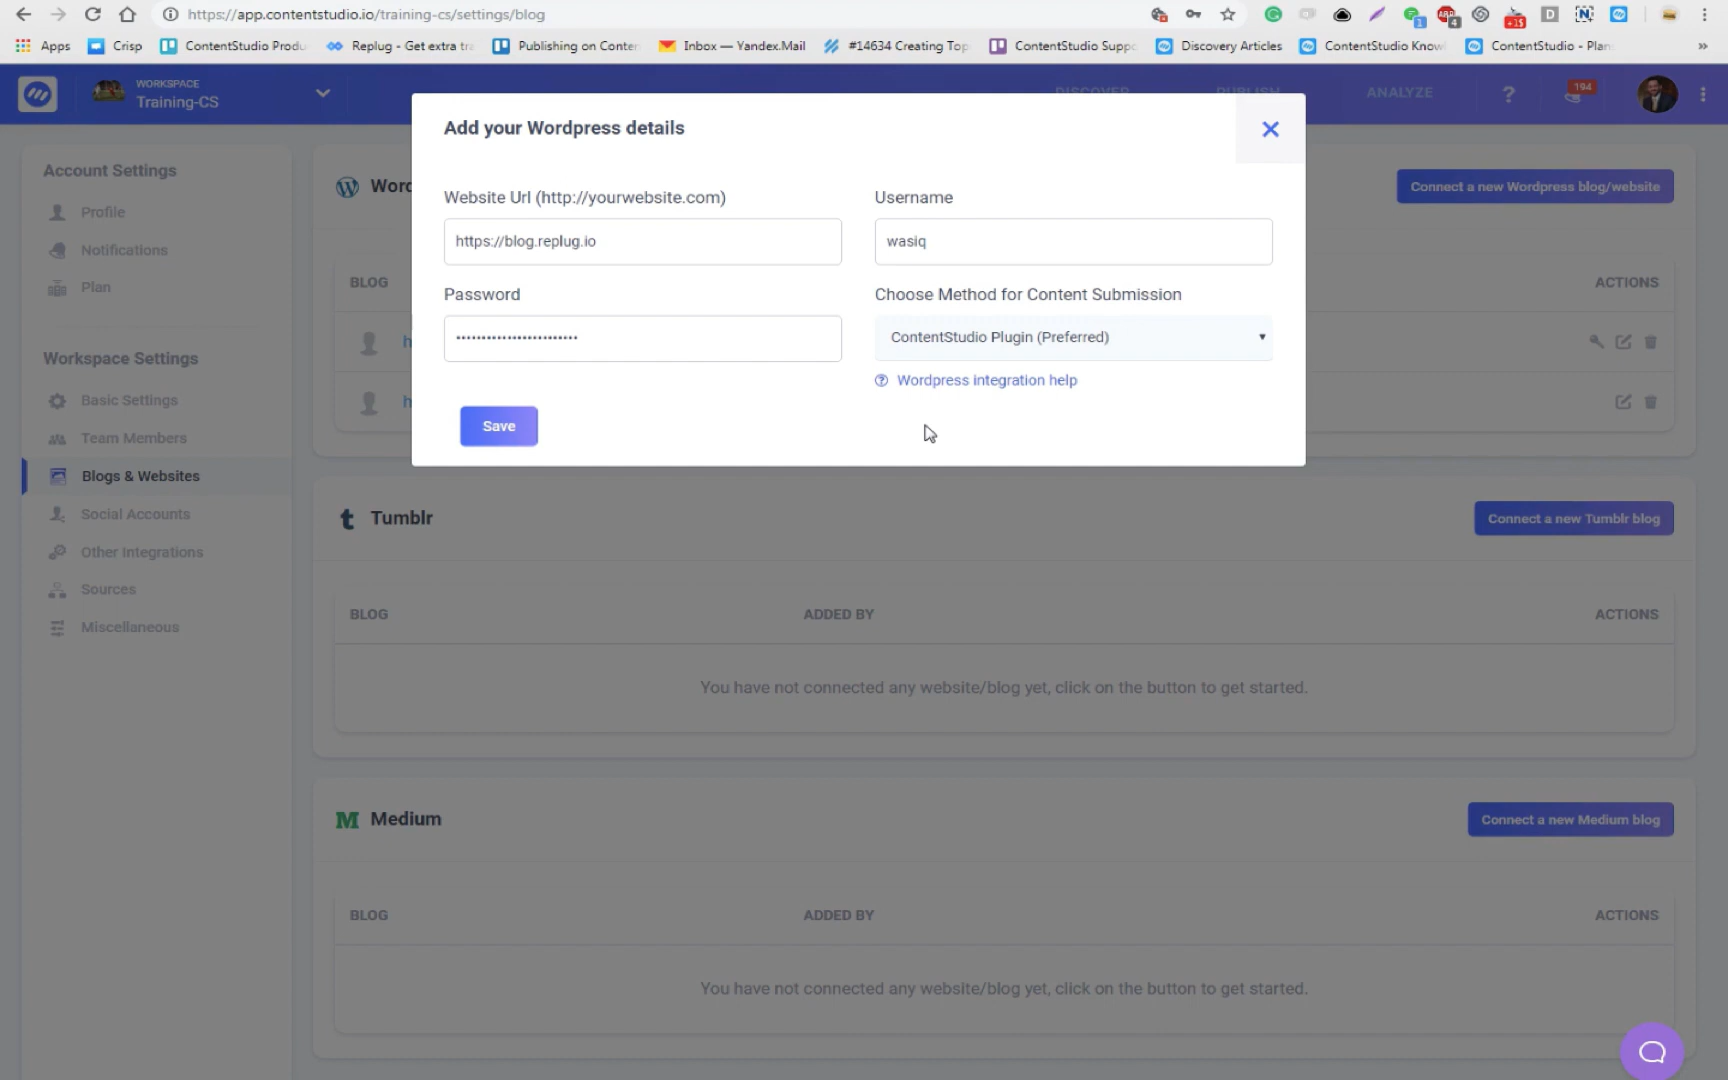 https://app.contentstudio.io/training-cs/settings/blog
1
4
+1$
D
N
Apps
Crisp
ContentStudio Produ
Replug - Get extra tra
Publishing on Conten
Inbox — Yandex.Mail
#14634 Creating Top
ContentStudio Suppo
Discovery Articles
ContentStudio Knowl
ContentStudio - Plan
»
WORKSPACE
Training-CS
DISCOVER
PUBLISH
ANALYZE
?
194
Account Settings
Profile
Notifications
Plan
Workspace Settings
Basic Settings
Team Members
Blogs & Websites
Social Accounts
Other Integrations
Sources
Miscellaneous
Add your Wordpress details
Website Url (http://yourwebsite.com)
Username
https://blog.replug.io
wasiq
Password
Choose Method for Content Submission
ContentStudio Plugin (Preferred)
Wordpress integration help
Save
Word
Connect a new Wordpress blog/website
BLOG
ACTIONS
h
h
Tumblr
Connect a new Tumblr blog
BLOG
ADDED BY
ACTIONS
You have not connected any website/blog yet, click on the button to get started.
Medium
Connect a new Medium blog
BLOG
ADDED BY
ACTIONS
You have not connected any website/blog yet, click on the button to get started.